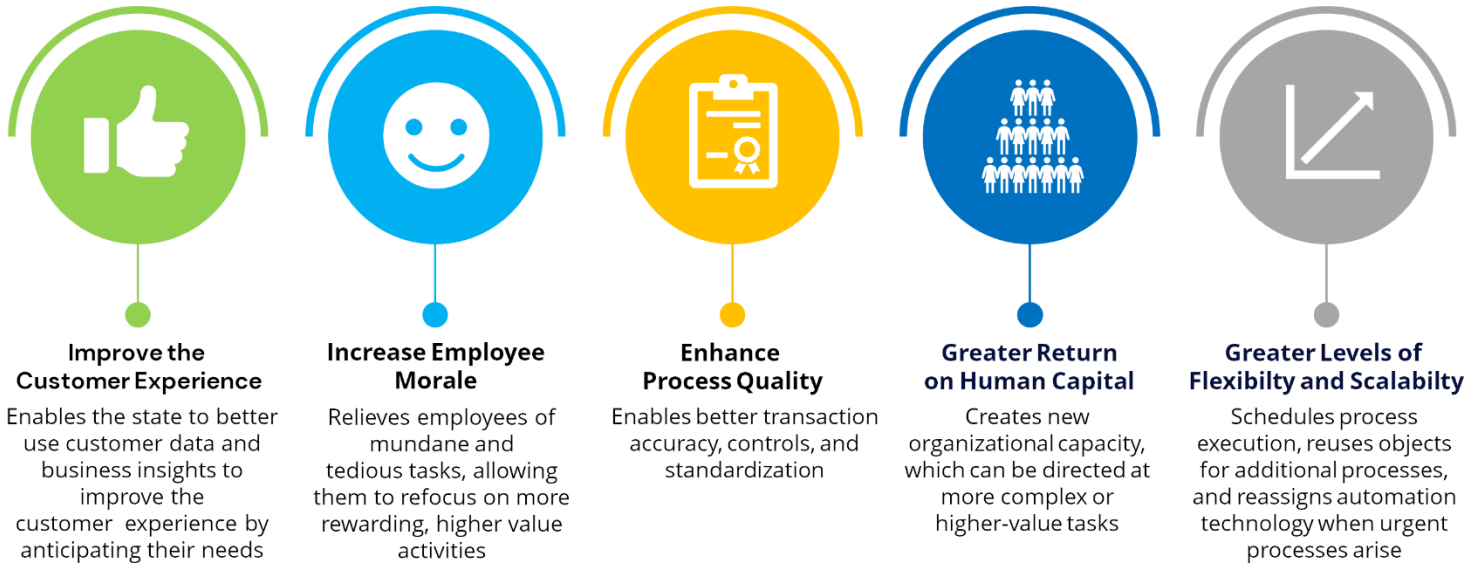 Improve the
Customer Experience
Enables the state to better
use customer data and
business insights to
improve the
customer experience by
anticipating their needs
Increase Employee
Morale
Relieves employees of
mundane and
tedious tasks, allowing
them to refocus on more
rewarding, higher value
activities
Enhance
Process Quality
Enables better transaction
accuracy, controls, and
standardization
Greater Return
on Human Capital
Creates new
organizational capacity,
which can be directed at
more complex or
higher-value tasks
Greater Levels of
Flexibilty and Scalabilty
Schedules process
execution, reuses objects
for additional processes,
and reassigns automation
technology when urgent
processes arise